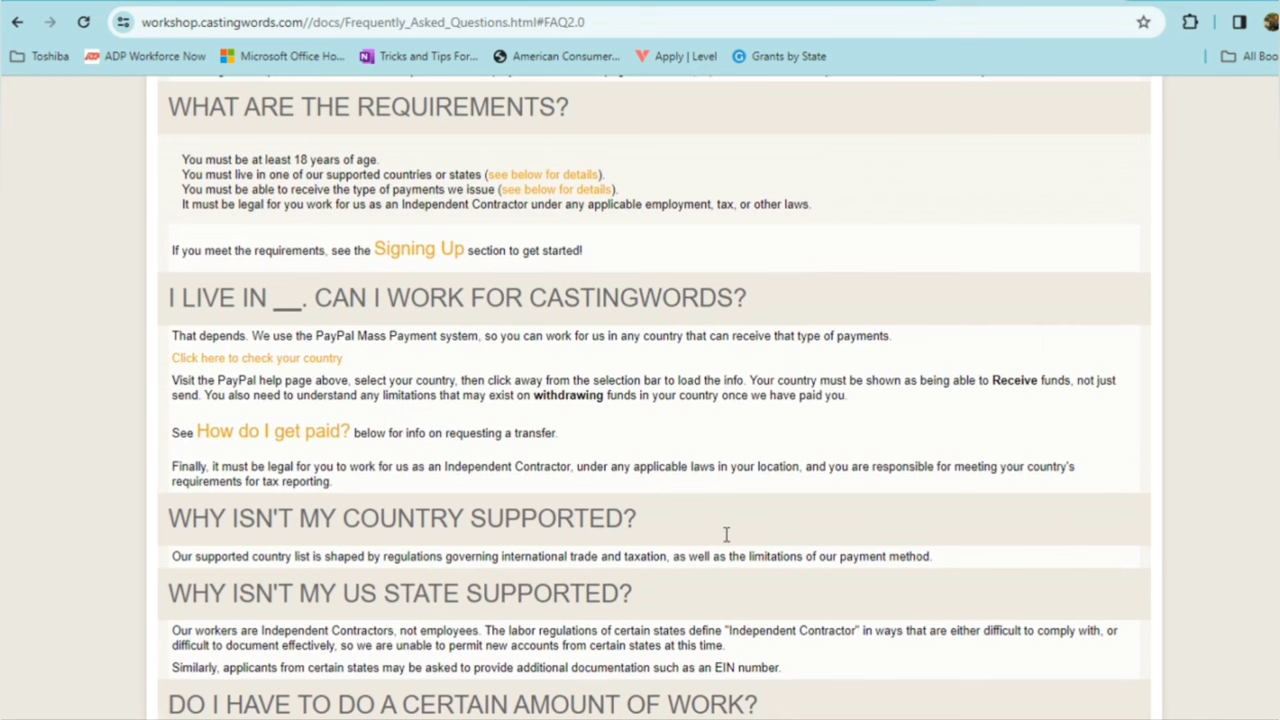 workshop.castingwords.com//docs/Frequently_Asked_Questions.html#FAQ2.0
Toshiba ADP Workforce Now Microsoft Office Ho... Tricks and Tips For... American Consumer... Apply | Level Grants by State All Boo
WHAT ARE THE REQUIREMENTS?
You must be at least 18 years of age.
You must live in one of our supported countries or states (see below for details).
You must be able to receive the type of payments we issue (see below for details).
It must be legal for you work for us as an Independent Contractor under any applicable employment, tax, or other laws.
If you meet the requirements, see the Signing Up section to get started!
I LIVE IN __. CAN I WORK FOR CASTINGWORDS?
That depends. We use the PayPal Mass Payment system, so you can work for us in any country that can receive that type of payments.
Click here to check your country
Visit the PayPal help page above, select your country, then click away from the selection bar to load the info. Your country must be shown as being able to Receive funds, not just
send. You also need to understand any limitations that may exist on withdrawing funds in your country once we have paid you.
See How do I get paid? below for info on requesting a transfer.
Finally, it must be legal for you to work for us as an Independent Contractor, under any applicable laws in your location, and you are responsible for meeting your country's
requirements for tax reporting.
WHY ISN'T MY COUNTRY SUPPORTED?
Our supported country list is shaped by regulations governing international trade and taxation, as well as the limitations of our payment method.
WHY ISN'T MY US STATE SUPPORTED?
Our workers are Independent Contractors, not employees. The labor regulations of certain states define "Independent Contractor" in ways that are either difficult to comply with, or
difficult to document effectively, so we are unable to permit new accounts from certain states at this time.
Similarly, applicants from certain states may be asked to provide additional documentation such as an EIN number.
DO I HAVE TO DO A CERTAIN AMOUNT OF WORK?